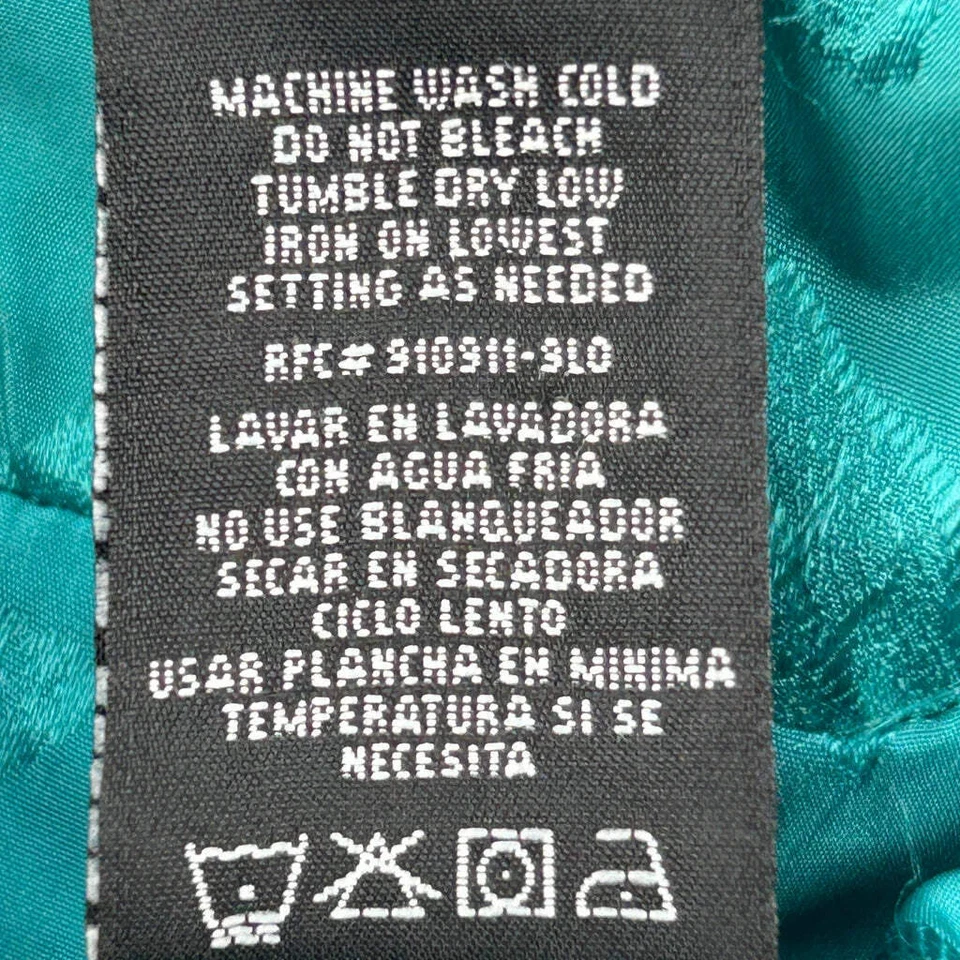 MACHINE WASH COLD
DO NOT BLEACH
TUMBLE DRY LOW
IRON ON LOWEST
SETTING AS NEEDED
RFC# 910911-9L0
LAVAR EN LAVADORA
CON AGUA FRIA
NO USE BLANQUEADOR
SECAR EN SECADORA
CICLO LENTO
USAR PLANCHA EN MINIMA
TEMPERATURA SI SE
NECESITA